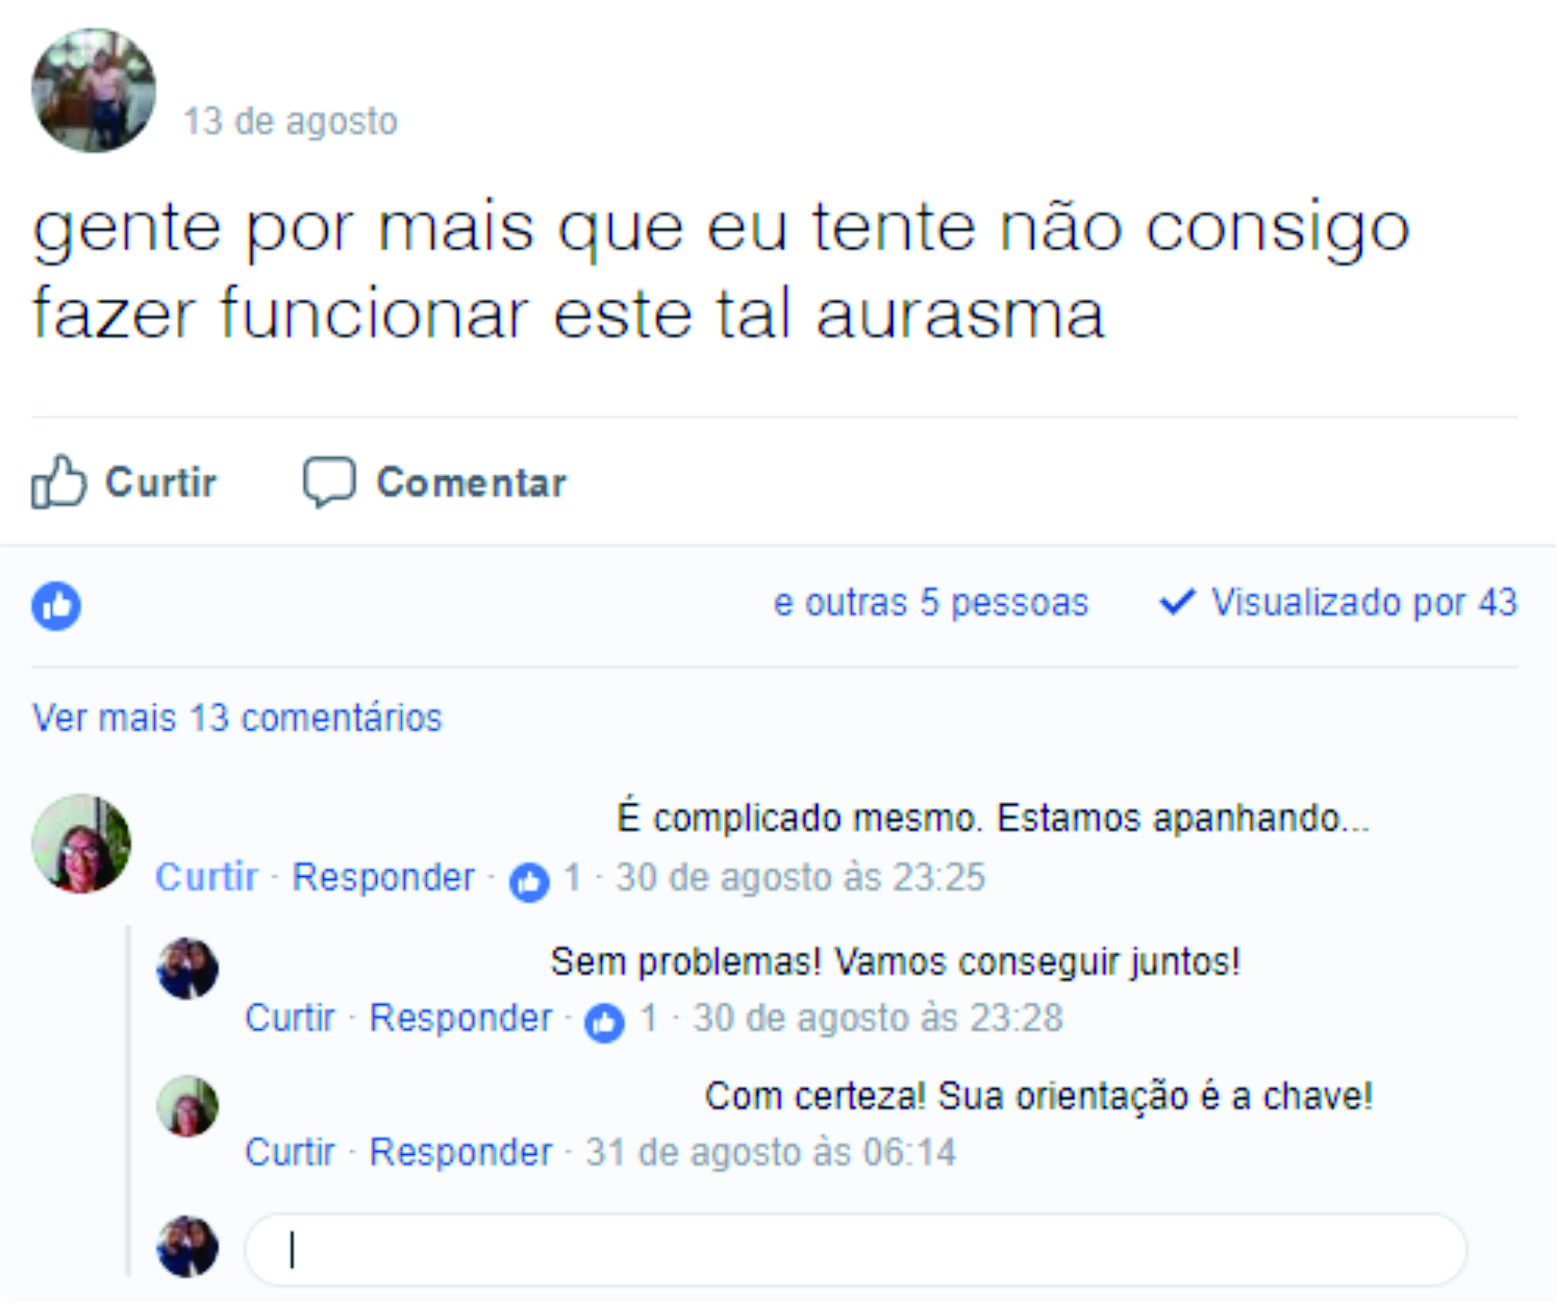 13 de agosto
gente por mais que eu tente não consigo
fazer funcionar este tal aurasma
Curtir Comentar
e outras 5 pessoas Visualizado por 43
Ver mais 13 comentários
É complicado mesmo. Estamos apanhando...
Curtir · Responder · 1 · 30 de agosto às 23:25
Sem problemas! Vamos conseguir juntos!
Curtir · Responder · 1 · 30 de agosto às 23:28
Com certeza! Sua orientação é a chave!
Curtir · Responder · 31 de agosto às 06:14